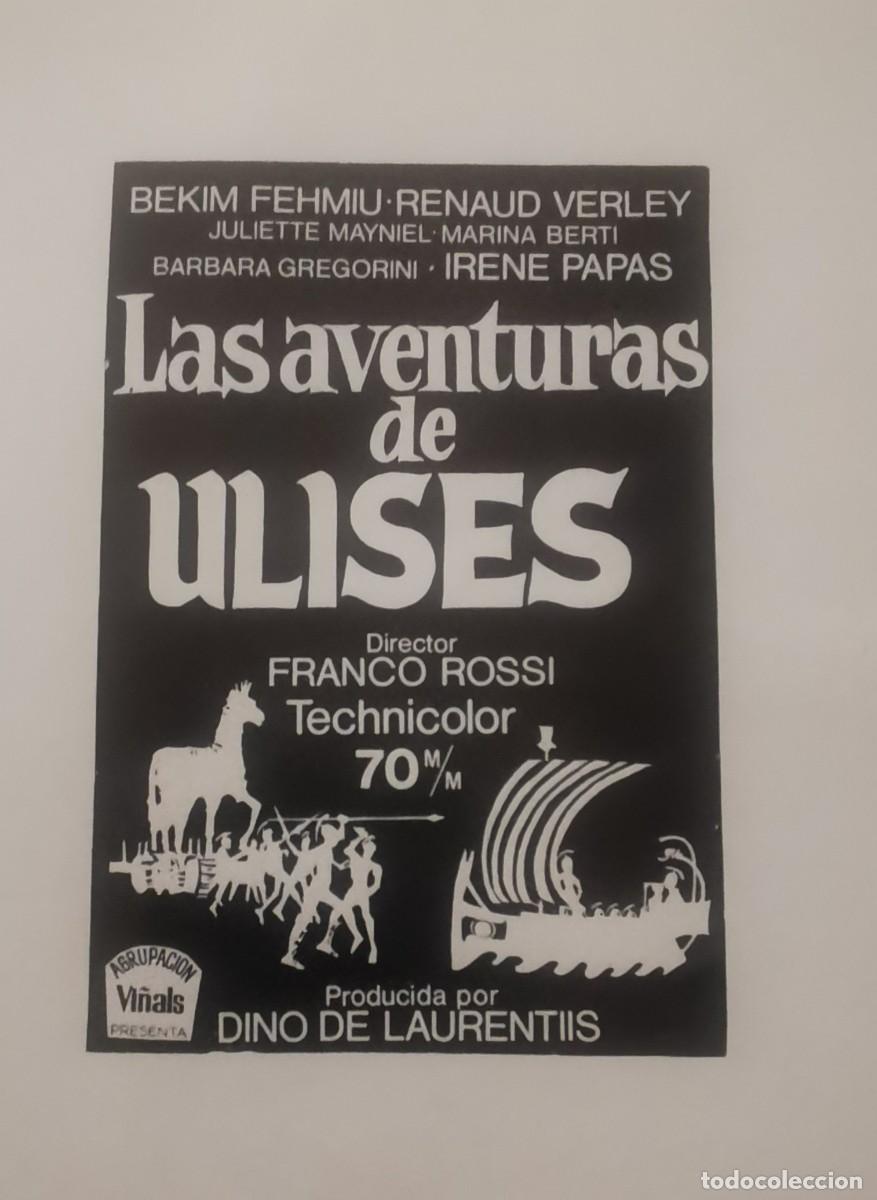 BEKIM FEHMIU·RENAUD VERLEY
JULIETTE MAYNIEL·MARINA BERTI
BARBARA GREGORINI · IRENE PAPAS
Las aventuras
de
ULISES
Director
FRANCO ROSSI
Technicolor
70 M/M
AGRUPACION
Viñals
PRESENTA
Producida por
DINO DE LAURENTIIS
todocoleccion